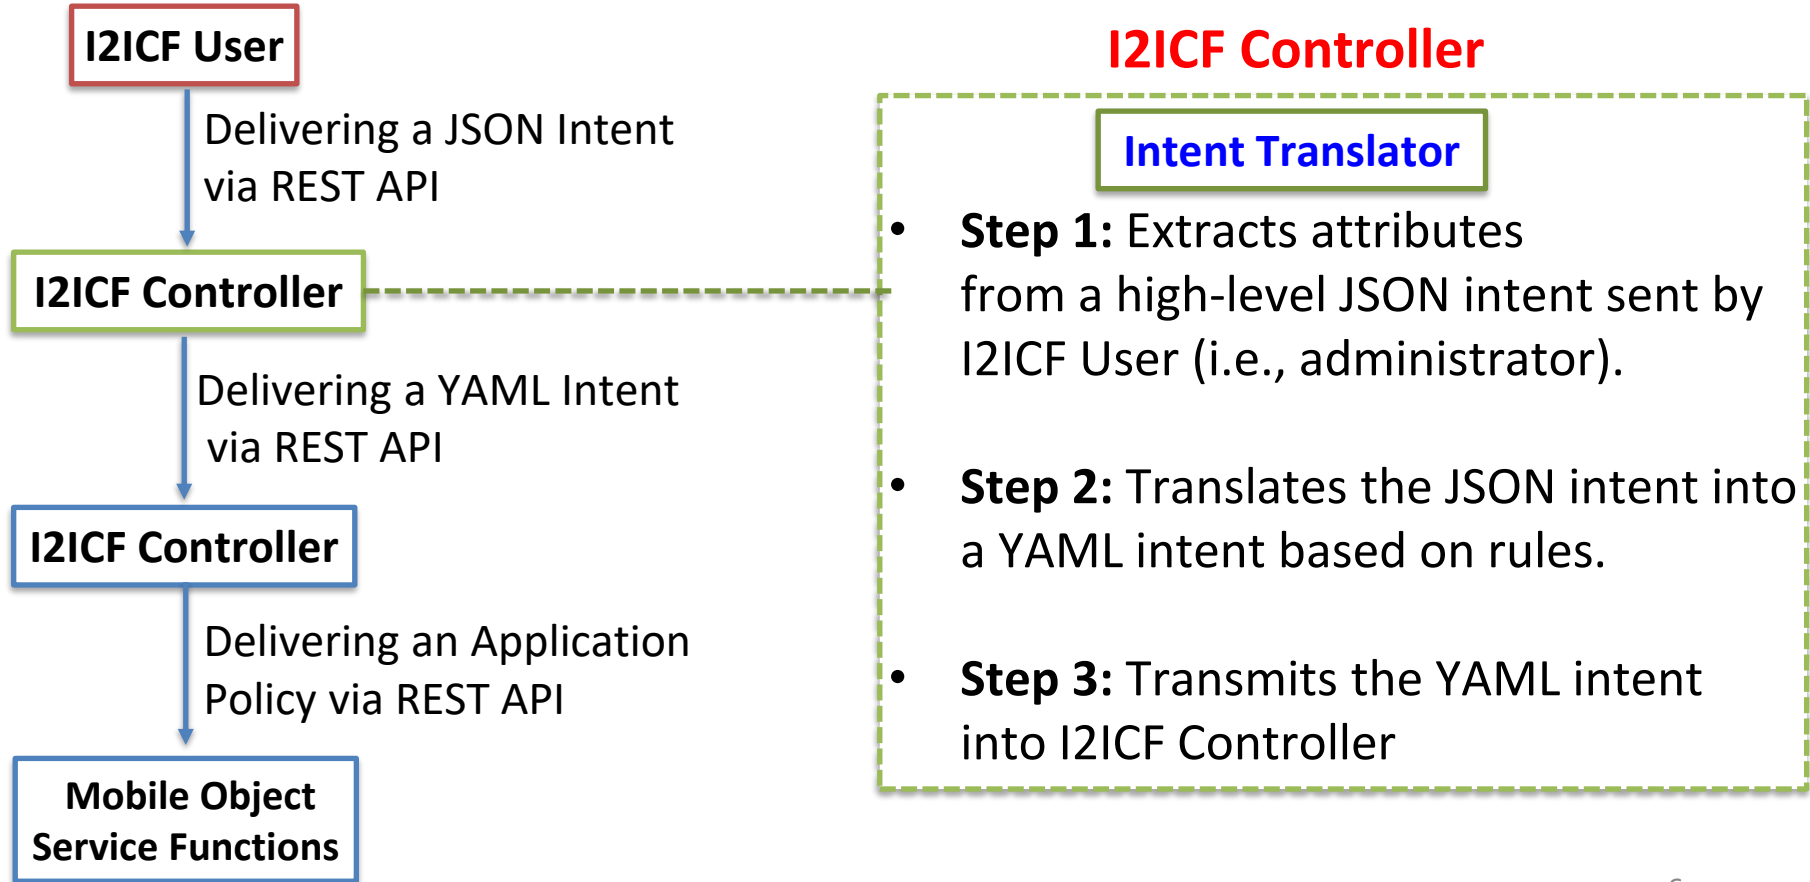 I2ICF User
Delivering a JSON Intent
via REST API
I2ICF Controller
Delivering a YAML Intent
via REST API
I2ICF Controller
Delivering an Application
Policy via REST API
Mobile Object
Service Functions
I2ICF Controller
Intent Translator
• Step 1: Extracts attributes
from a high-level JSON intent sent by
I2ICF User (i.e., administrator).
• Step 2: Translates the JSON intent into
a YAML intent based on rules.
• Step 3: Transmits the YAML intent
into I2ICF Controller